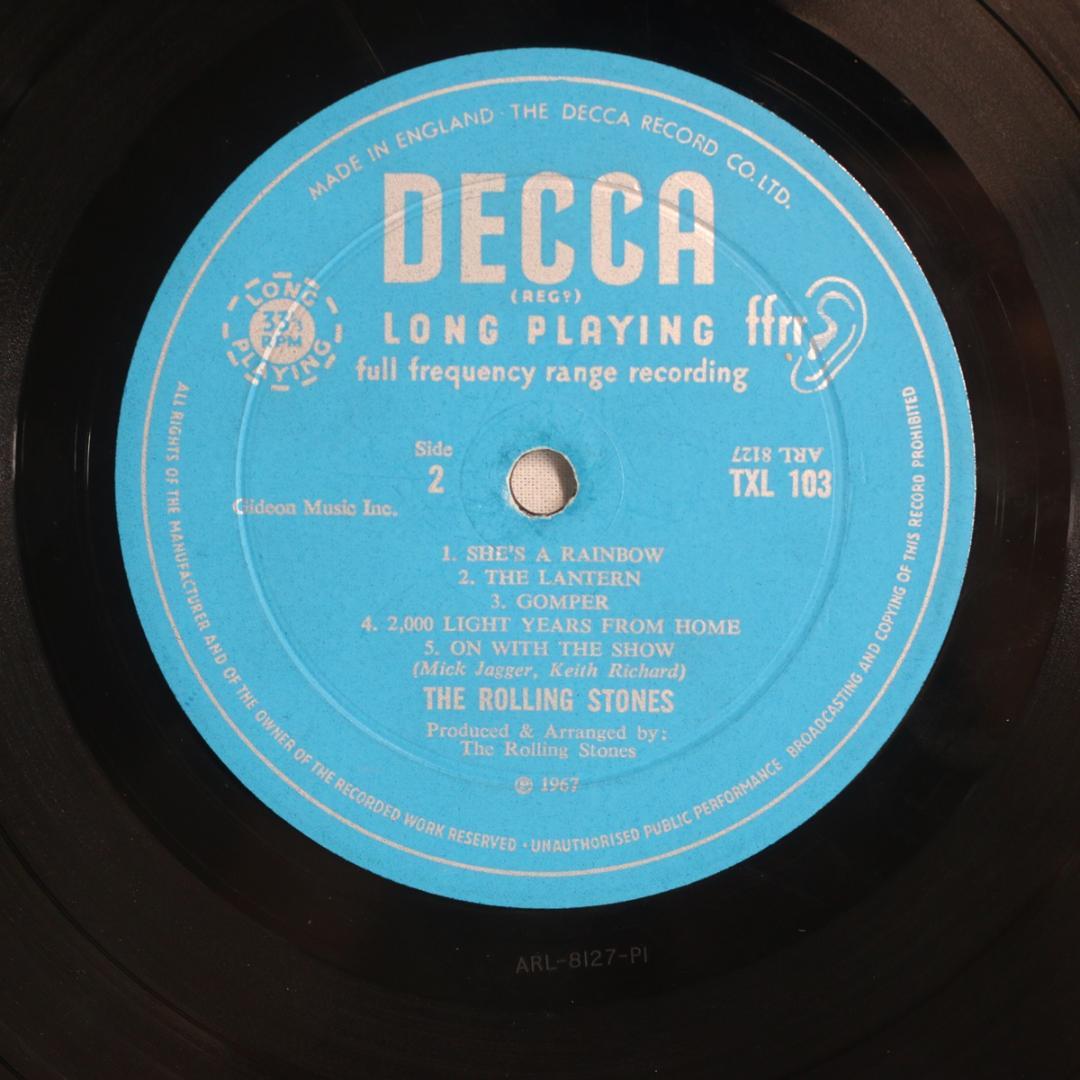 MADE IN ENGLAND · THE DECCA RECORD CO. LTD.
DECCA
(REGᴰ)
LONG PLAYING ffrr
full frequency range recording
LONG
33⅓
RPM
PLAYING
Side
2
ARL 8127
TXL 103
Gideon Music Inc.
1. SHE'S A RAINBOW
2. THE LANTERN
3. GOMPER
4. 2,000 LIGHT YEARS FROM HOME
5. ON WITH THE SHOW
(Mick Jagger, Keith Richard)
THE ROLLING STONES
Produced & Arranged by:
The Rolling Stones
℗ 1967
ALL RIGHTS OF THE MANUFACTURER AND OF THE OWNER OF THE RECORDED WORK RESERVED · UNAUTHORISED PUBLIC PERFORMANCE BROADCASTING AND COPYING OF THIS RECORD PROHIBITED
ARL-8127-P1